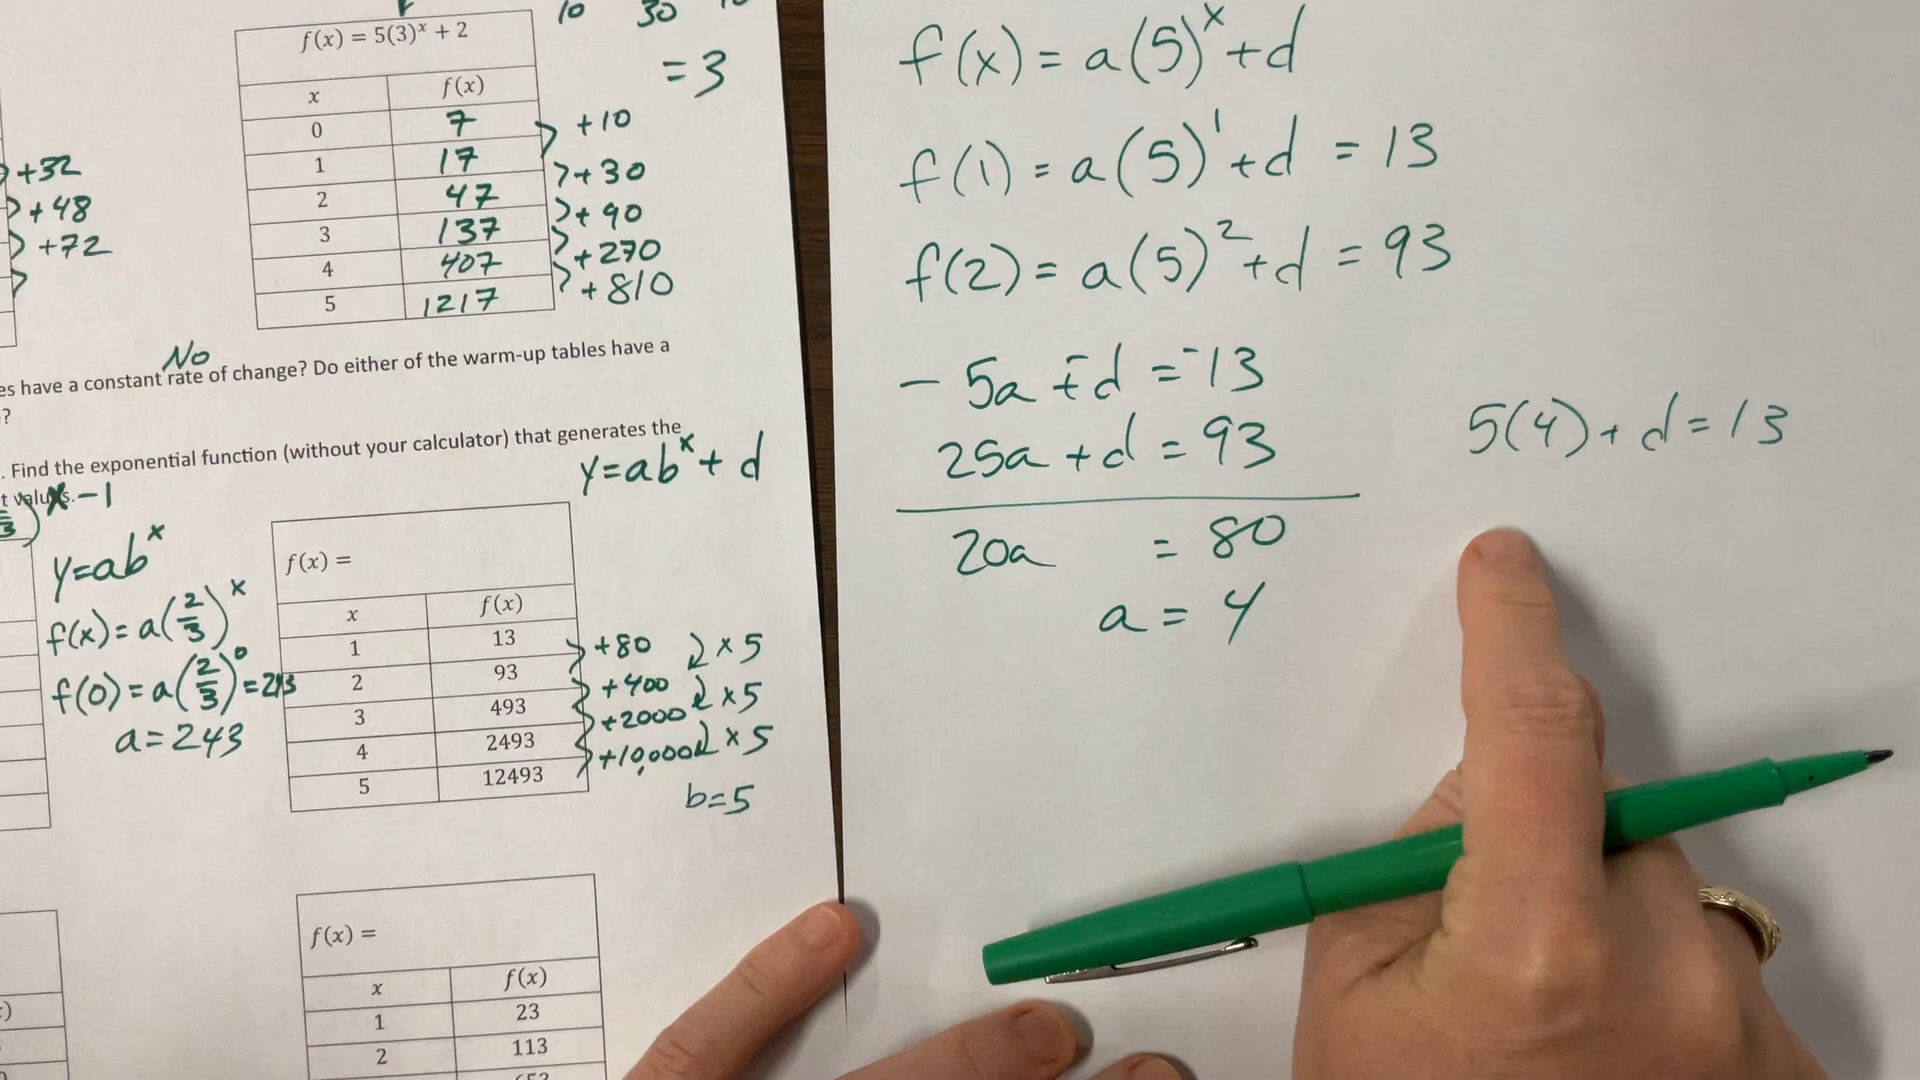 10 30
= 3
f(x) = 5(3)ˣ + 2
x f(x)
0 7
1 17
2 47
3 137
4 407
5 1217
+10
+30
+90
+270
+810
+32
+48
+72
No
es have a constant rate of change? Do either of the warm-up tables have a
?
. Find the exponential function (without your calculator) that generates the
t values.
x-1
y=abˣ + d
y=abˣ
f(x) = a(2/3)ˣ
f(0) = a(2/3)⁰ = 243
a = 243
f(x) =
x f(x)
1 13
2 93
3 493
4 2493
5 12493
+80 x 5
+400 x 5
+2000 x 5
+10,000
b=5
f(x) =
x f(x)
1 23
2 113
f(x) = a(5)ˣ + d
f(1) = a(5)¹ + d = 13
f(2) = a(5)² + d = 93
- 5a + -d = -13
25a + d = 93
20a = 80
a = 4
5(4) + d = 13